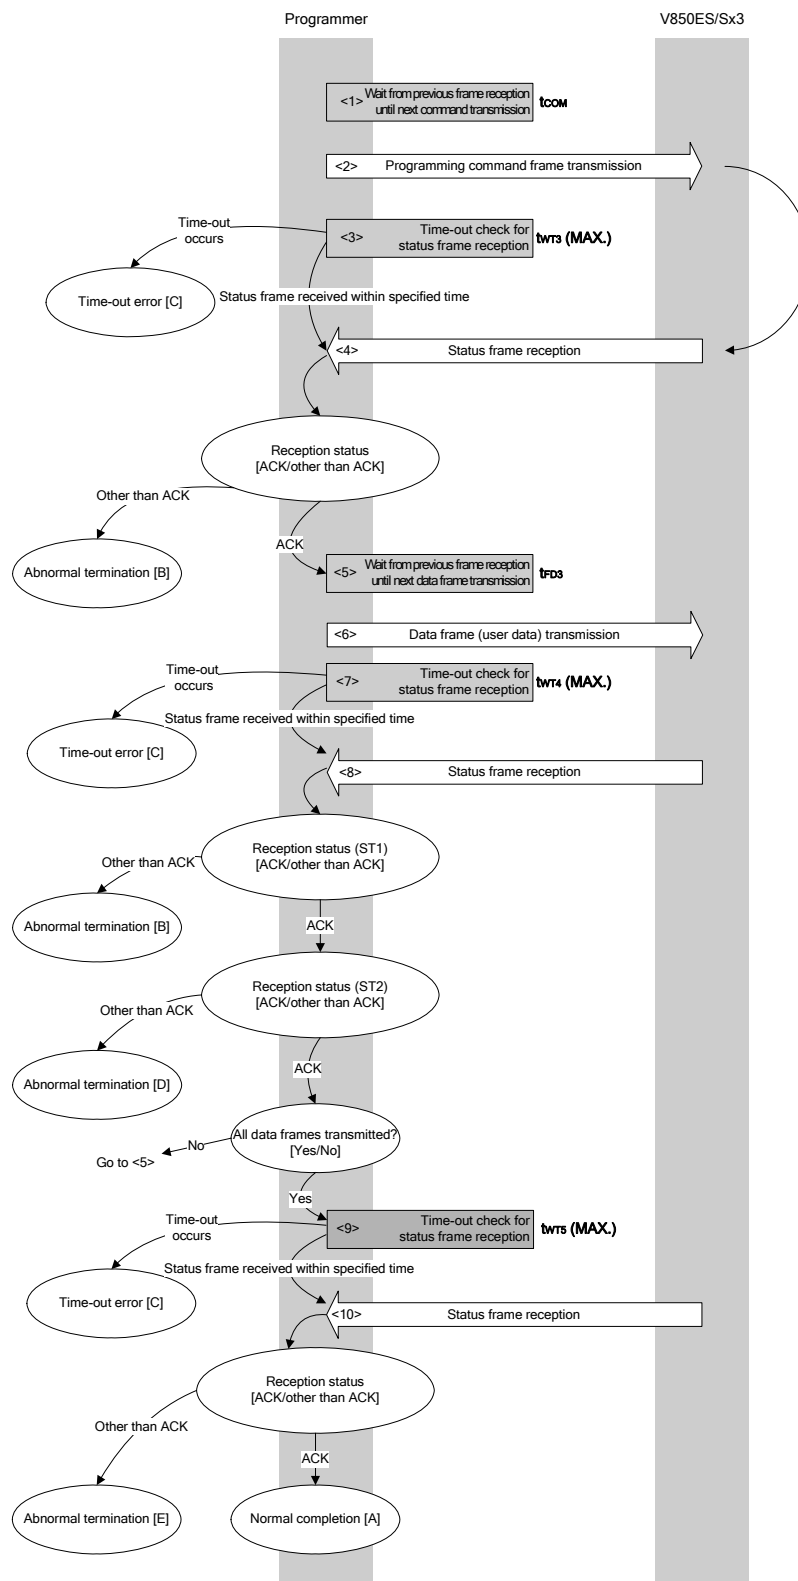 Programmer
V850ES/Sx3
<1>
Wait from previous frame reception
until next command transmission
tCOM
<2>
Programming command frame transmission
Time-out
occurs
<3>
Time-out check for
status frame reception
tWT3 (MAX.)
Time-out error [C]
Status frame received within specified time
<4>
Status frame reception
Reception status
[ACK/other than ACK]
Other than ACK
ACK
Abnormal termination [B]
<5>
Wait from previous frame reception
until next data frame transmission
tFD3
<6>
Data frame (user data) transmission
Time-out
occurs
<7>
Time-out check for
status frame reception
tWT4 (MAX.)
Status frame received within specified time
Time-out error [C]
<8>
Status frame reception
Reception status (ST1)
[ACK/other than ACK]
Other than ACK
Abnormal termination [B]
ACK
Reception status (ST2)
[ACK/other than ACK]
Other than ACK
Abnormal termination [D]
ACK
All data frames transmitted?
[Yes/No]
No
Go to <5>
Yes
Time-out
occurs
<9>
Time-out check for
status frame reception
tWT5 (MAX.)
Status frame received within specified time
Time-out error [C]
<10>
Status frame reception
Reception status
[ACK/other than ACK]
Other than ACK
ACK
Abnormal termination [E]
Normal completion [A]